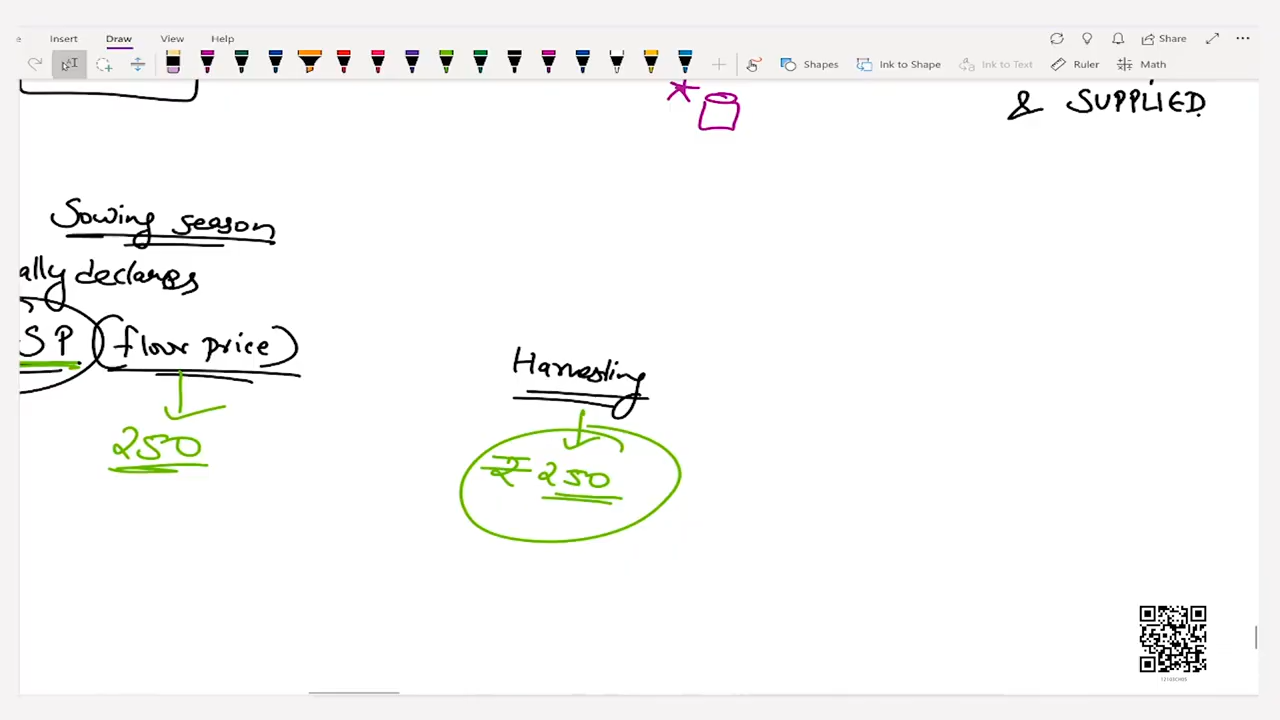 Insert Draw View Help
Share
Shapes Ink to Shape Ink to Text Ruler Math
& SUPPLIED
Sowing season
ally declares
SP (floor price)
250
Harvesting
₹ 250
12103CH05